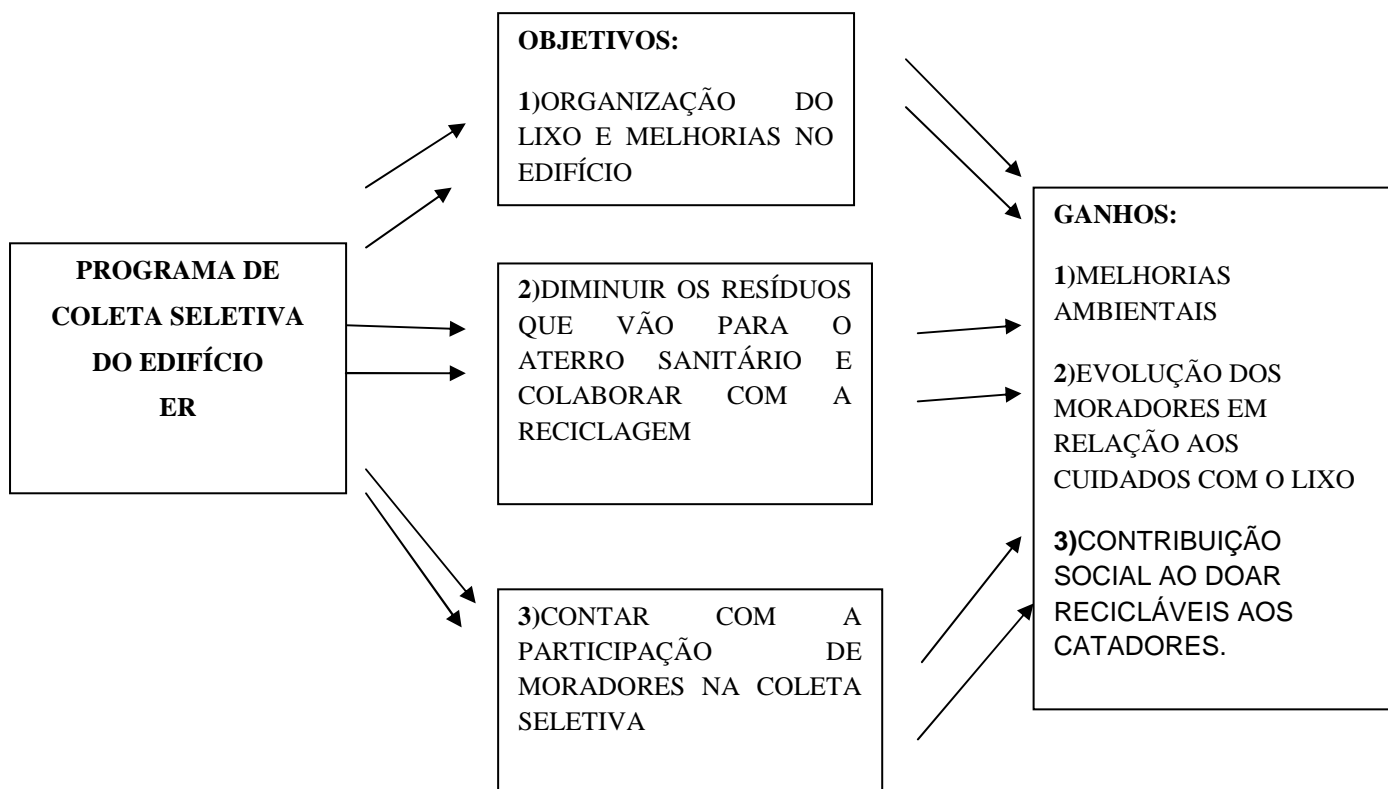 PROGRAMA DE
COLETA SELETIVA
DO EDIFÍCIO
ER
OBJETIVOS:
1)ORGANIZAÇÃO DO
LIXO E MELHORIAS NO
EDIFÍCIO
2)DIMINUIR OS RESÍDUOS
QUE VÃO PARA O
ATERRO SANITÁRIO E
COLABORAR COM A
RECICLAGEM
3)CONTAR COM A
PARTICIPAÇÃO DE
MORADORES NA COLETA
SELETIVA
GANHOS:
1)MELHORIAS
AMBIENTAIS
2)EVOLUÇÃO DOS
MORADORES EM
RELAÇÃO AOS
CUIDADOS COM O LIXO
3)CONTRIBUIÇÃO
SOCIAL AO DOAR
RECICLÁVEIS AOS
CATADORES.